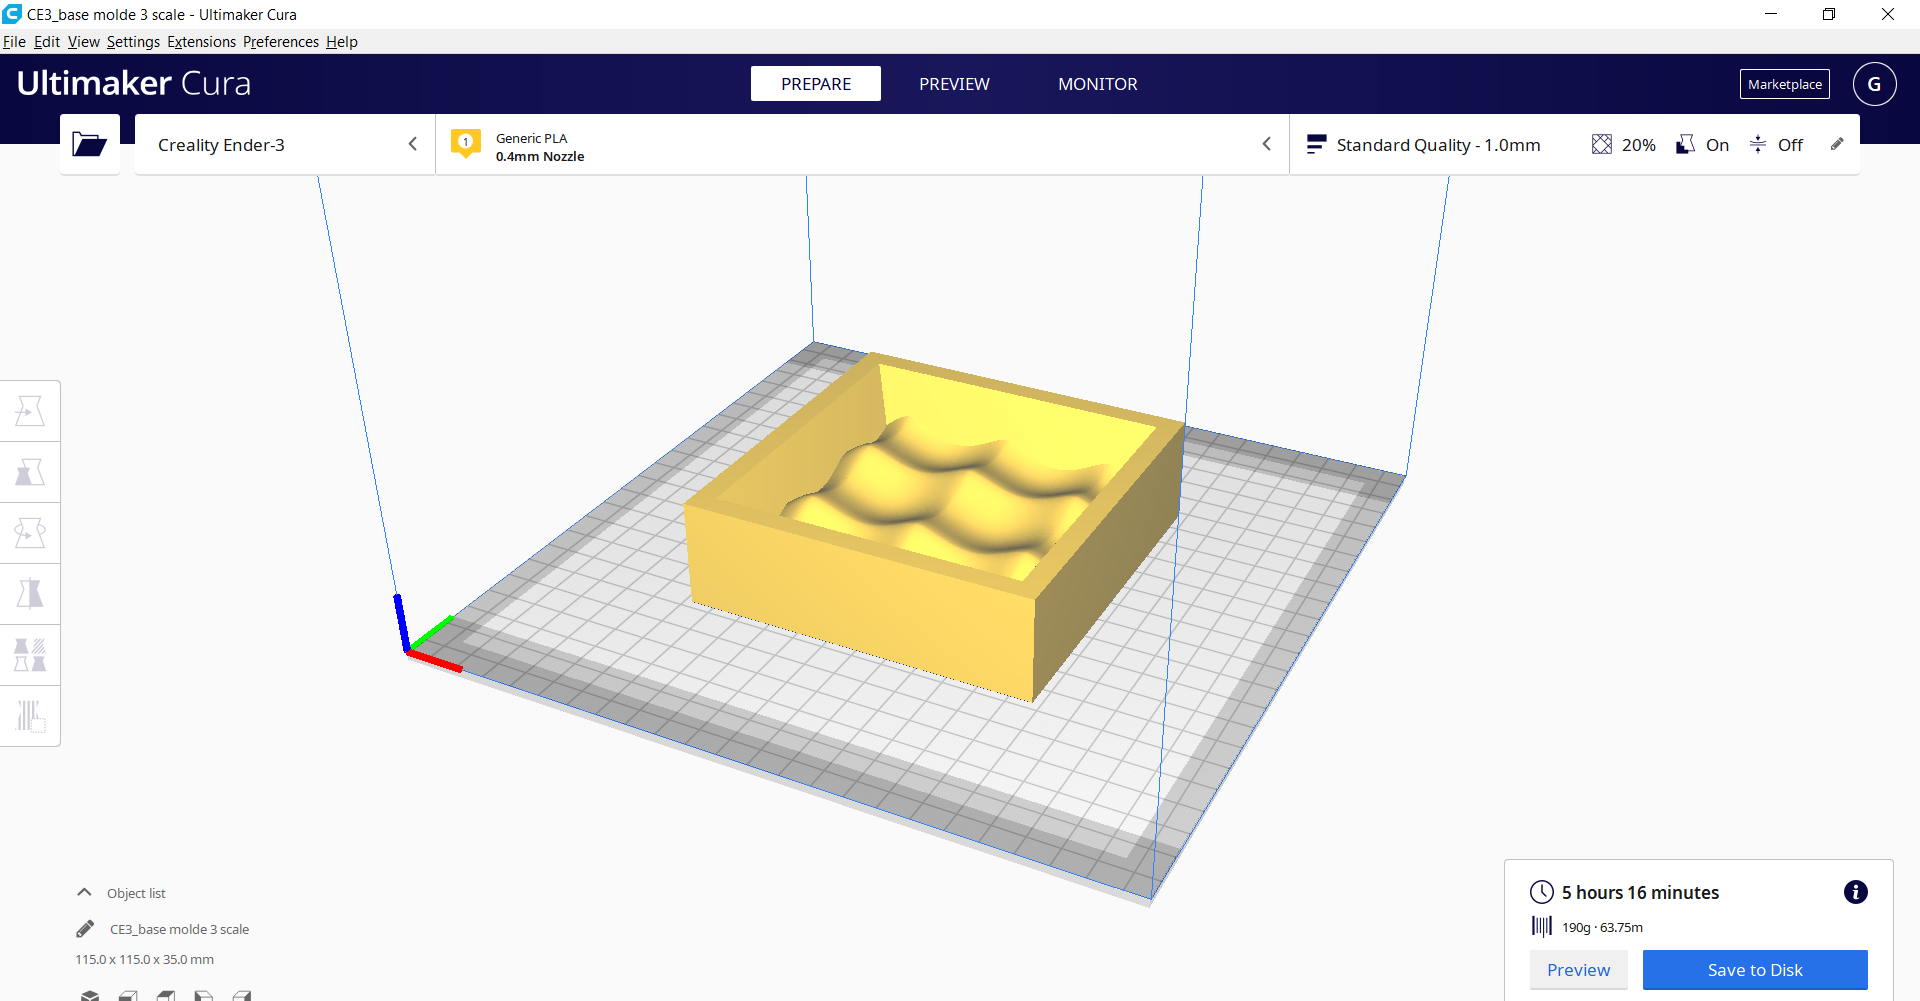 CE3_base molde 3 scale - Ultimaker Cura
File Edit View Settings Extensions Preferences Help
Ultimaker Cura
PREPARE
PREVIEW
MONITOR
Marketplace
G
Creality Ender-3
1
Generic PLA
0.4mm Nozzle
Standard Quality - 1.0mm
20%
On
Off
Object list
CE3_base molde 3 scale
115.0 x 115.0 x 35.0 mm
5 hours 16 minutes
190g · 63.75m
Preview
Save to Disk